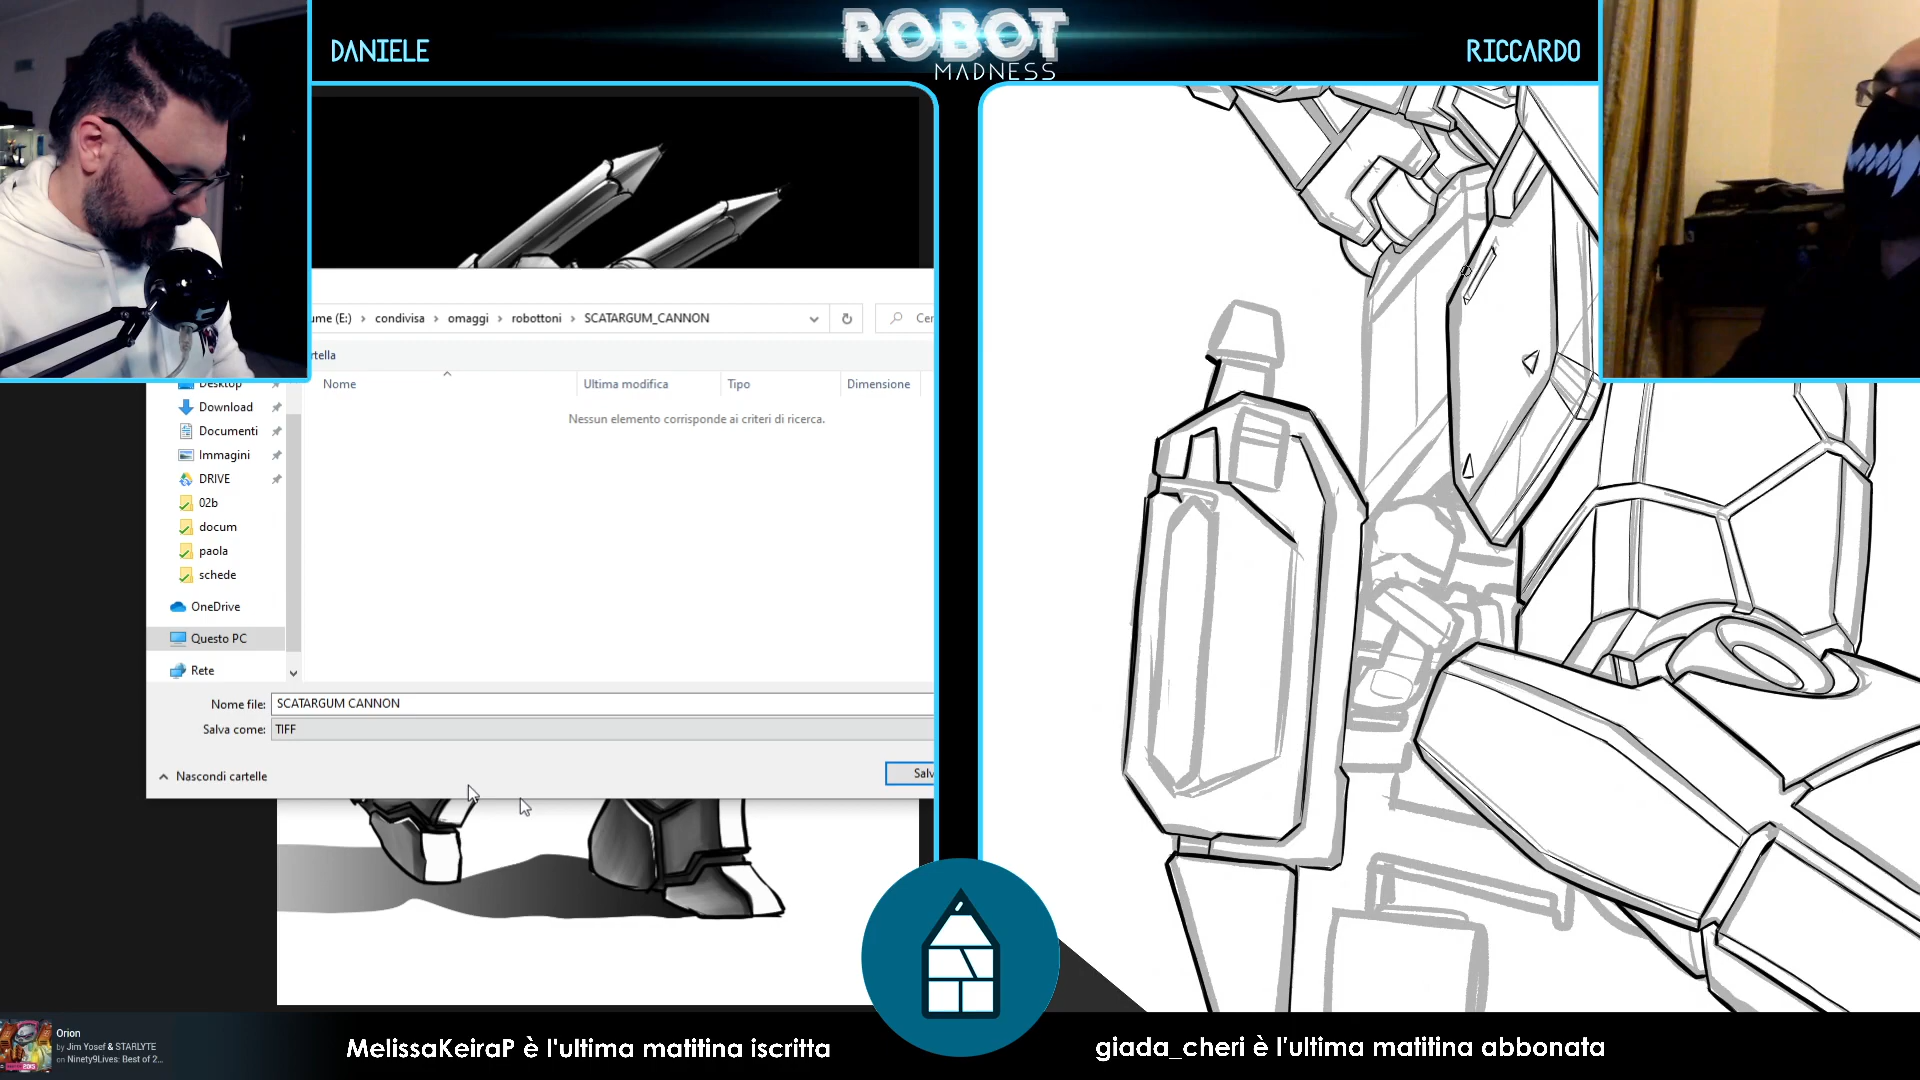 DANIELE
ROBOT
MADNESS
RICCARDO
ume (E:) › condivisa › omaggi › robottoni › SCATARGUM_CANNON
Cer
rtella
Nome
Ultima modifica
Tipo
Dimensione
Nessun elemento corrisponde ai criteri di ricerca.
Desktop
Download
Documenti
Immagini
DRIVE
02b
docum
paola
schede
OneDrive
Questo PC
Rete
Nome file: SCATARGUM CANNON
Salva come: TIFF
Nascondi cartelle
Salv
Orion
by Jim Yosef & STARLYTE
on Ninety9Lives: Best of 2...
MelissaKeiraP è l'ultima matitina iscritta
giada_cheri è l'ultima matitina abbonata